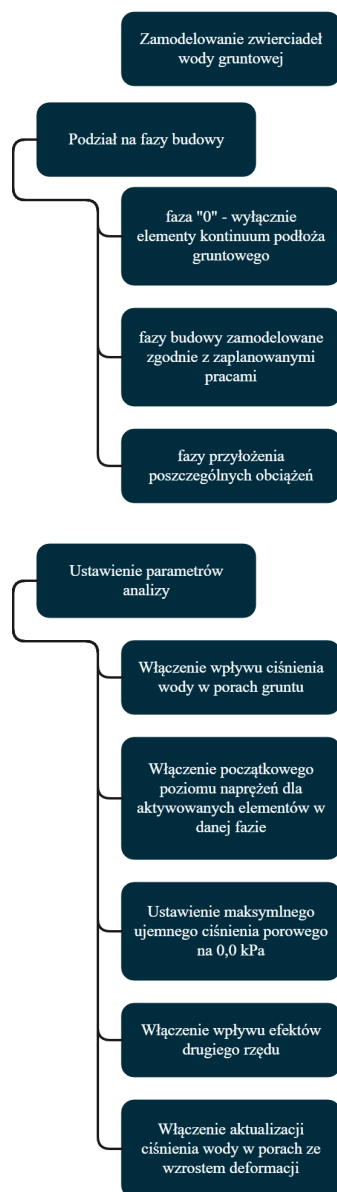 Zamodelowanie zwierciadeł
wody gruntowej
Podział na fazy budowy
faza "0" - wyłącznie
elementy kontinuum podłoża
gruntowego
fazy budowy zamodelowane
zgodnie z zaplanowanymi
pracami
fazy przyłożenia
poszczególnych obciążeń
Ustawienie parametrów
analizy
Włączenie wpływu ciśnienia
wody w porach gruntu
Włączenie początkowego
poziomu naprężeń dla
aktywowanych elementów w
danej fazie
Ustawienie maksymlnego
ujemnego ciśnienia porowego
na 0,0 kPa
Włączenie wpływu efektów
drugiego rzędu
Włączenie aktualizacji
ciśnienia wody w porach ze
wzrostem deformacji